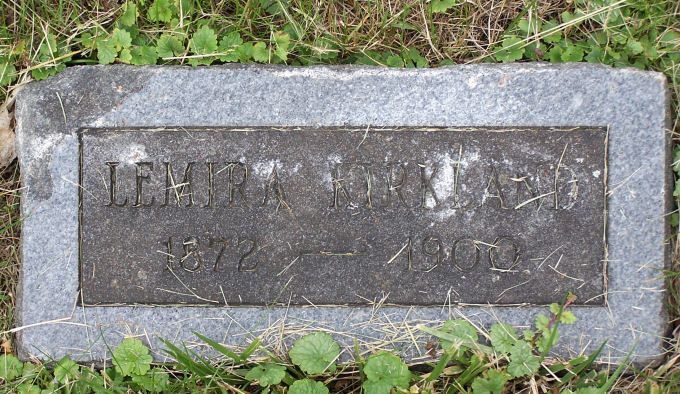 LEMIRA KIRKLAND
1872 — 1900